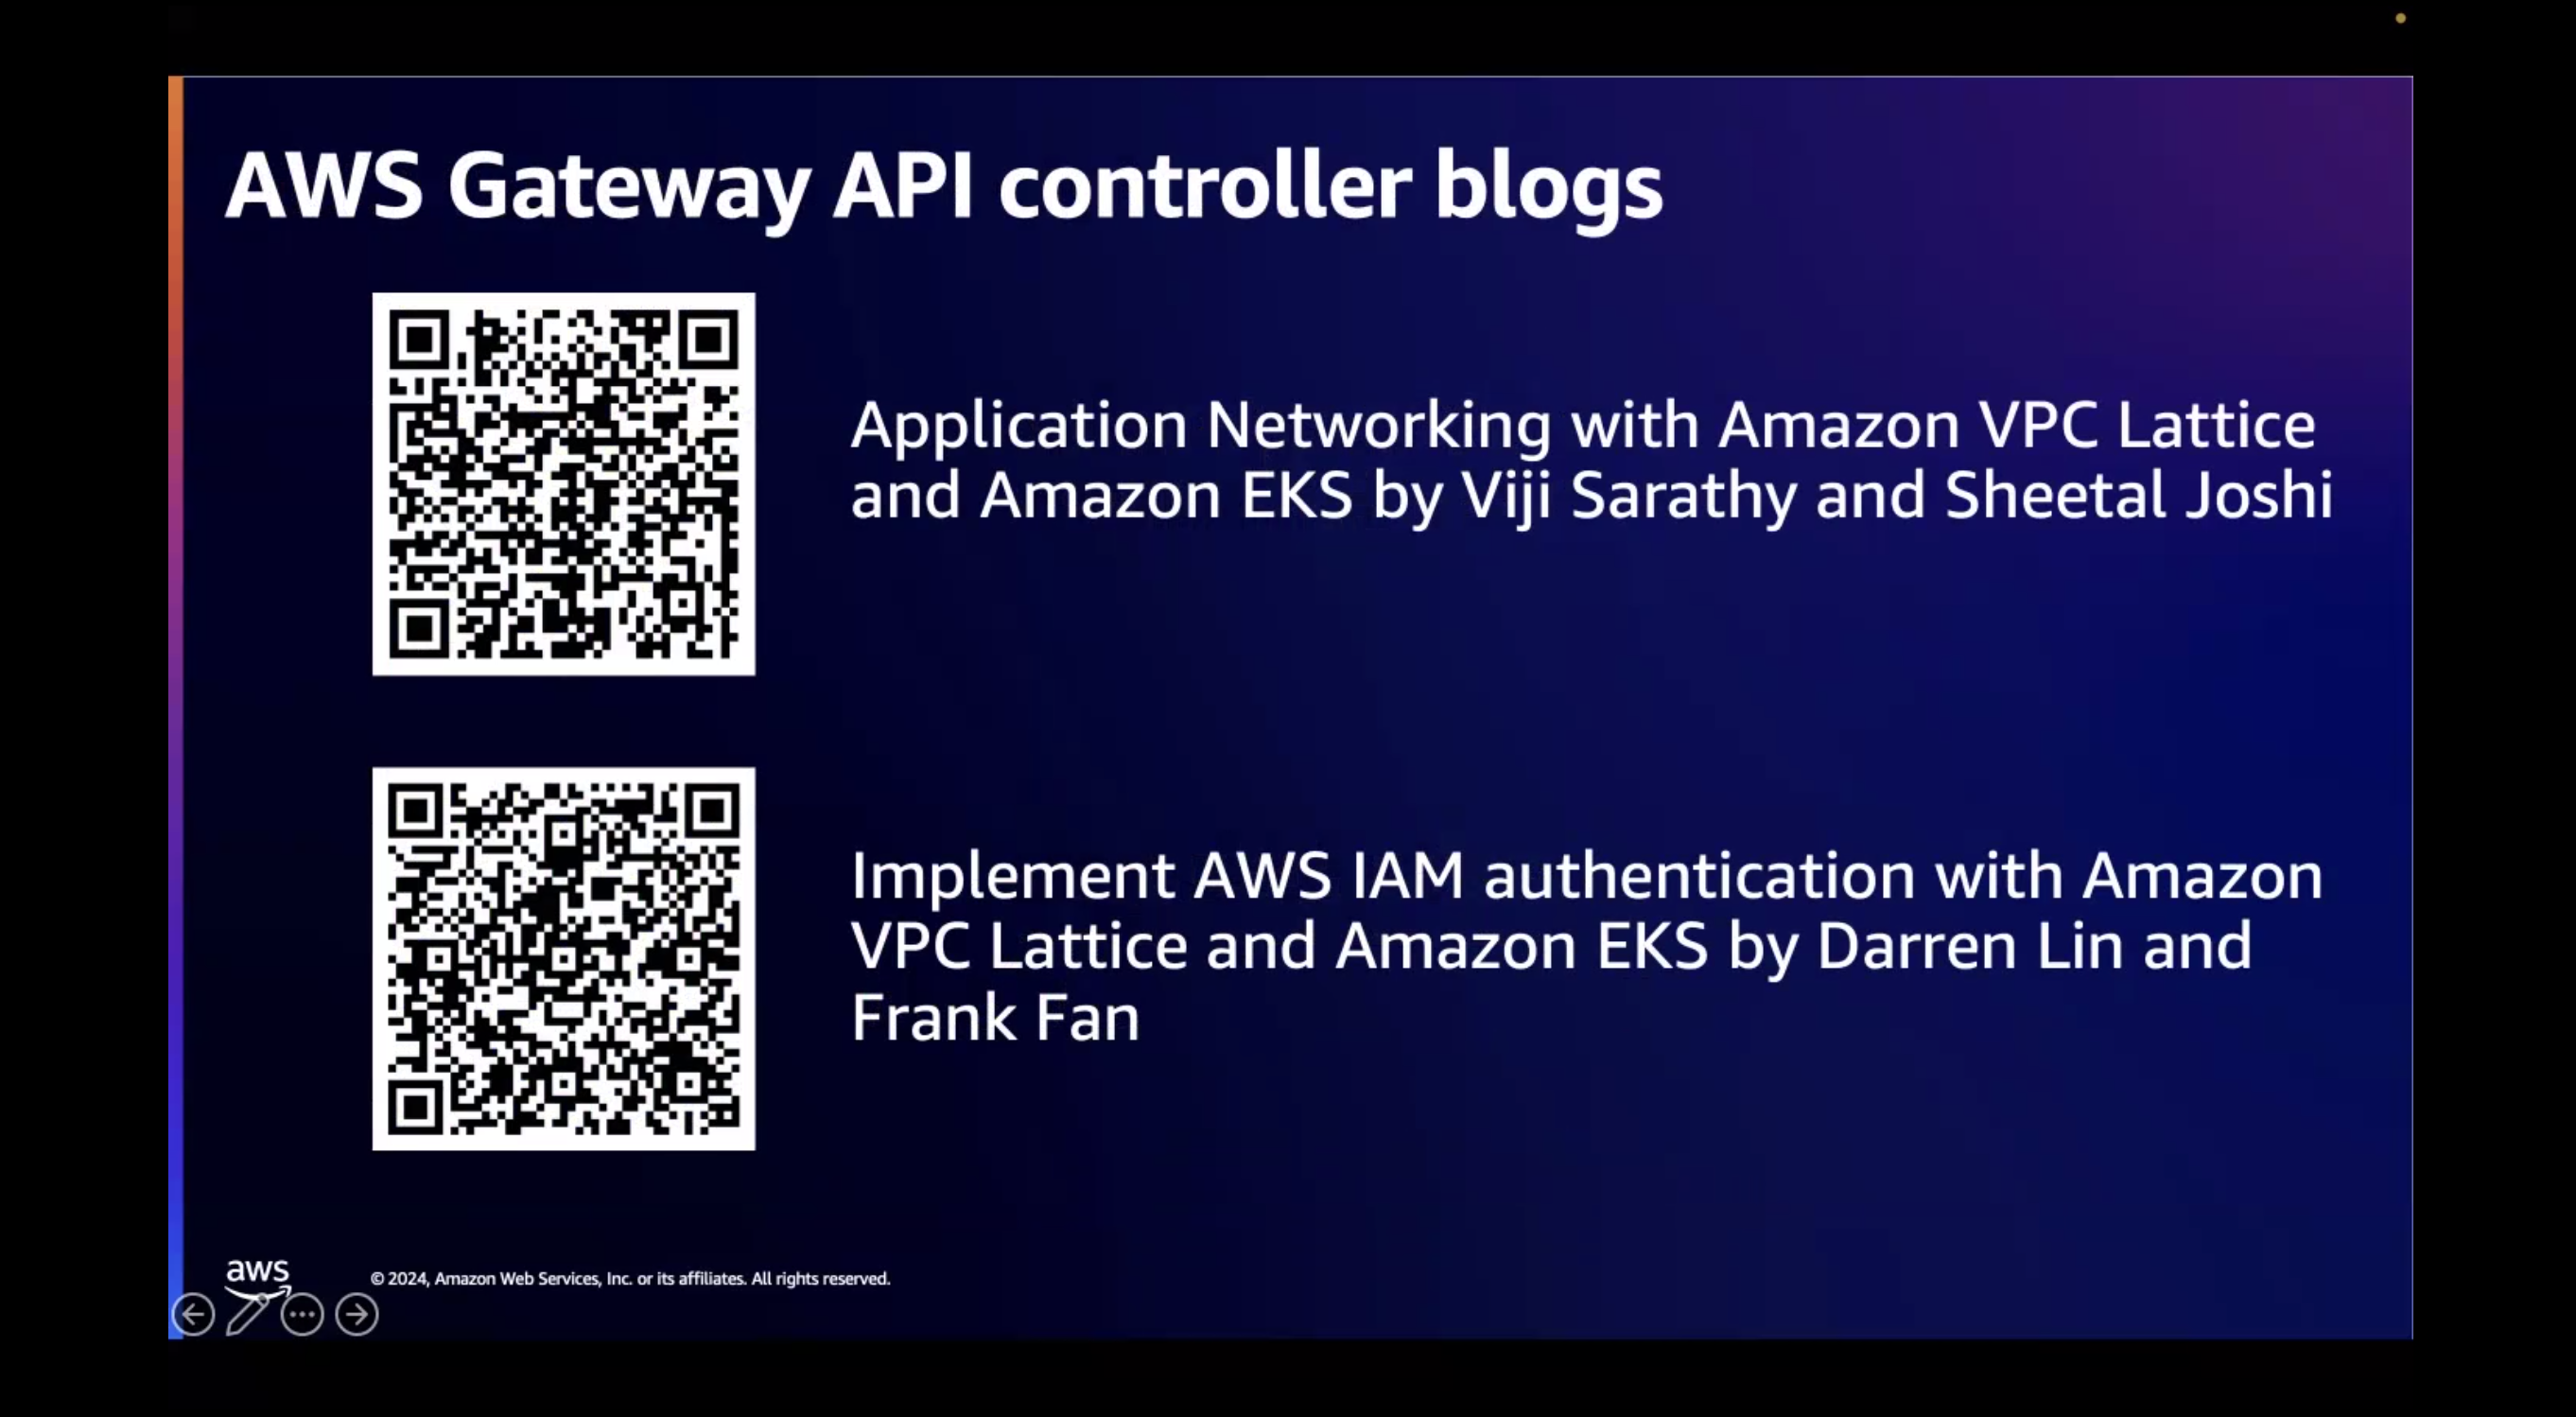 AWS Gateway API controller blogs
Application Networking with Amazon VPC Lattice
and Amazon EKS by Viji Sarathy and Sheetal Joshi
Implement AWS IAM authentication with Amazon
VPC Lattice and Amazon EKS by Darren Lin and
Frank Fan
aws
© 2024, Amazon Web Services, Inc. or its affiliates. All rights reserved.